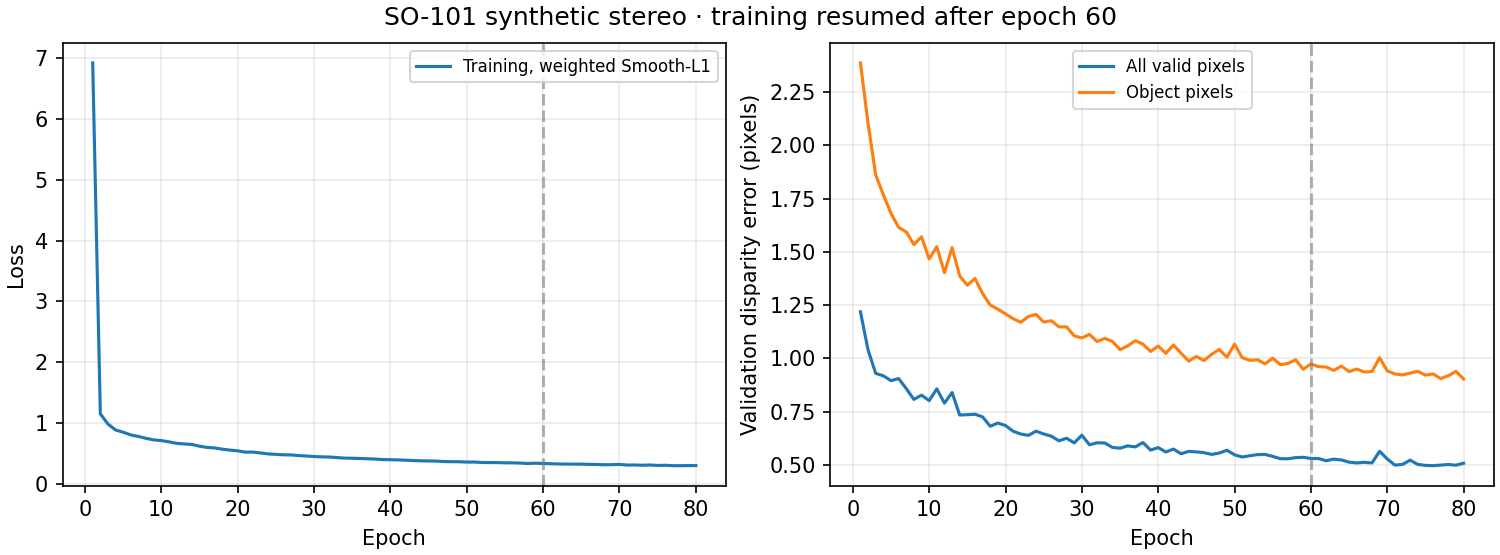 SO-101 synthetic stereo · training resumed after epoch 60
Loss
7
6
5
4
3
2
1
0
Training, weighted Smooth-L1
0 10 20 30 40 50 60 70 80
Epoch
Validation disparity error (pixels)
2.25
2.00
1.75
1.50
1.25
1.00
0.75
0.50
All valid pixels
Object pixels
0 10 20 30 40 50 60 70 80
Epoch